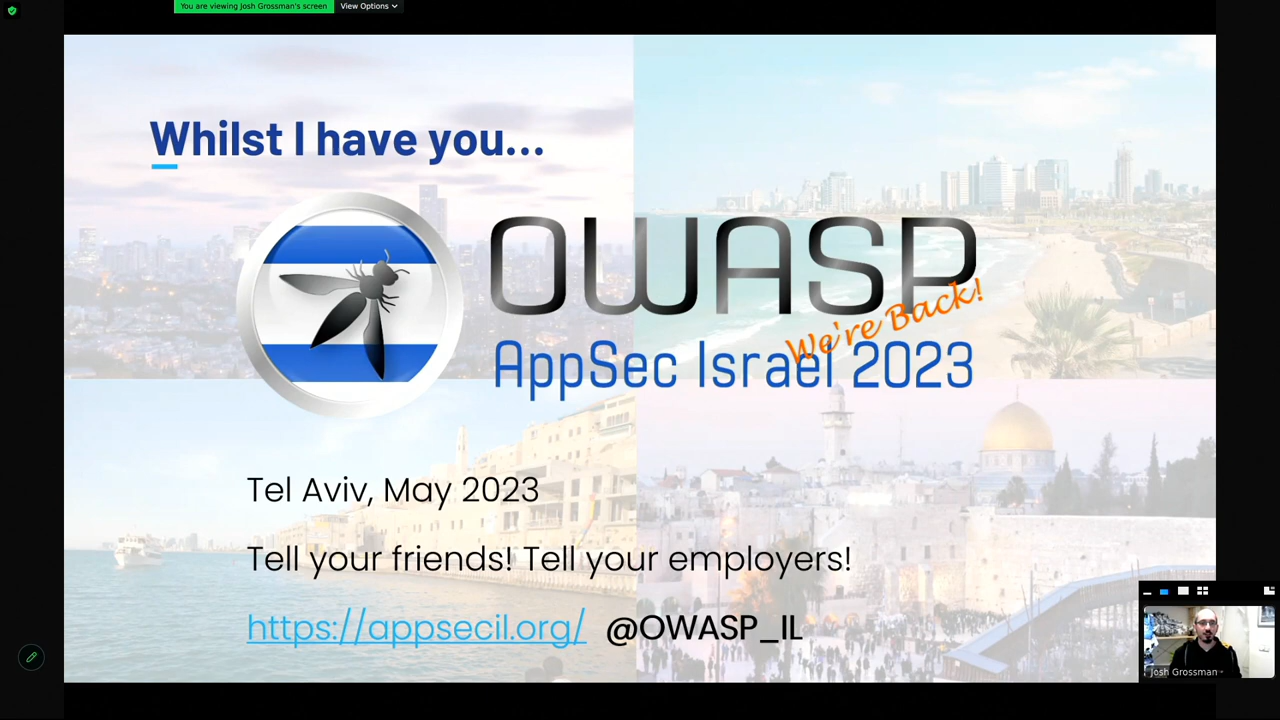 You are viewing Josh Grossman's screen
View Options
Whilst I have you...
OWASP
We're Back!
AppSec Israel 2023
Tel Aviv, May 2023
Tell your friends! Tell your employers!
https://appsecil.org/ @OWASP_IL
Josh Grossman